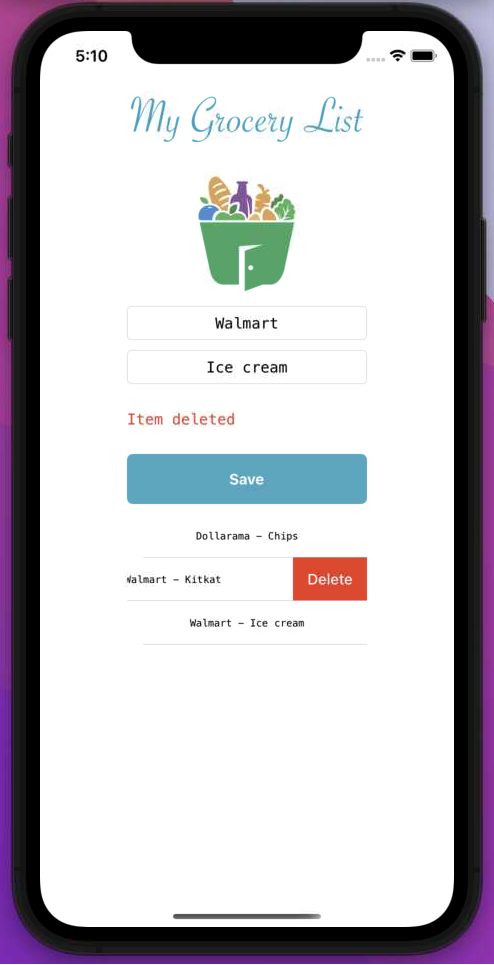 5:10
My Grocery List
Walmart
Ice cream
Item deleted
Save
Dollarama - Chips
Walmart - Kitkat
Delete
Walmart - Ice cream